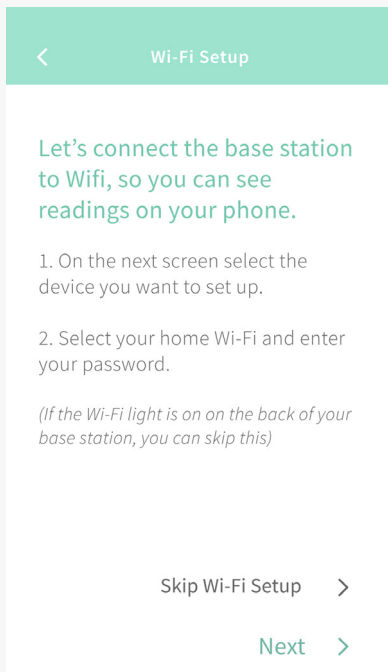 Wi-Fi Setup
Let's connect the base station
to Wifi, so you can see
readings on your phone.
1. On the next screen select the
device you want to set up.
2. Select your home Wi-Fi and enter
your password.
(If the Wi-Fi light is on on the back of your
base station, you can skip this)
Skip Wi-Fi Setup
Next